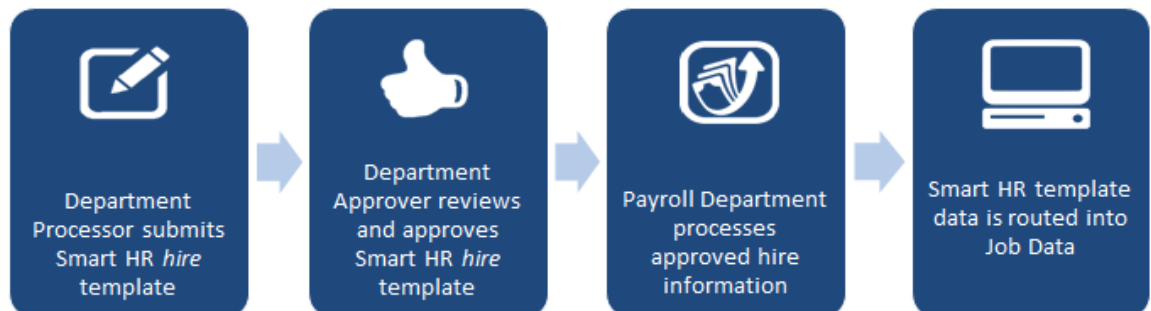 Department
Processor submits
Smart HR hire
template
Department
Approver reviews
and approves
Smart HR hire
template
Payroll Department
processes
approved hire
information
Smart HR template
data is routed into
Job Data